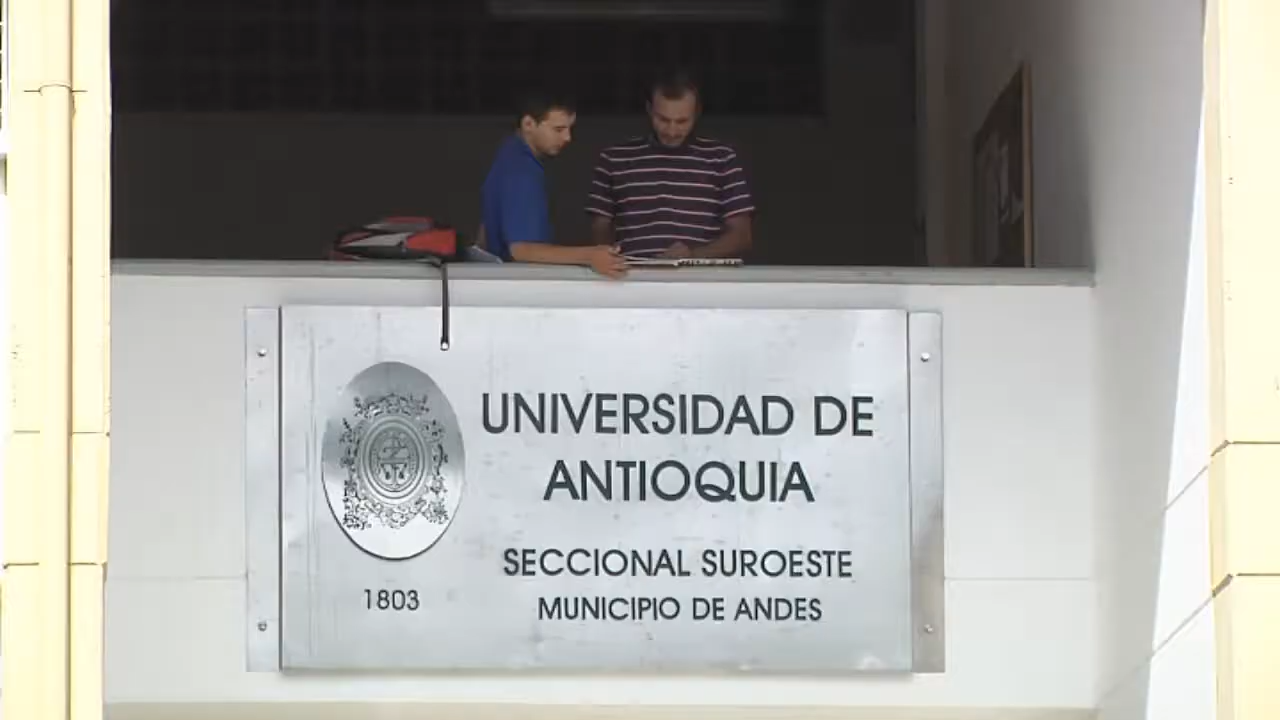 UNIVERSIDAD DE
ANTIOQUIA
SECCIONAL SUROESTE
MUNICIPIO DE ANDES
1803